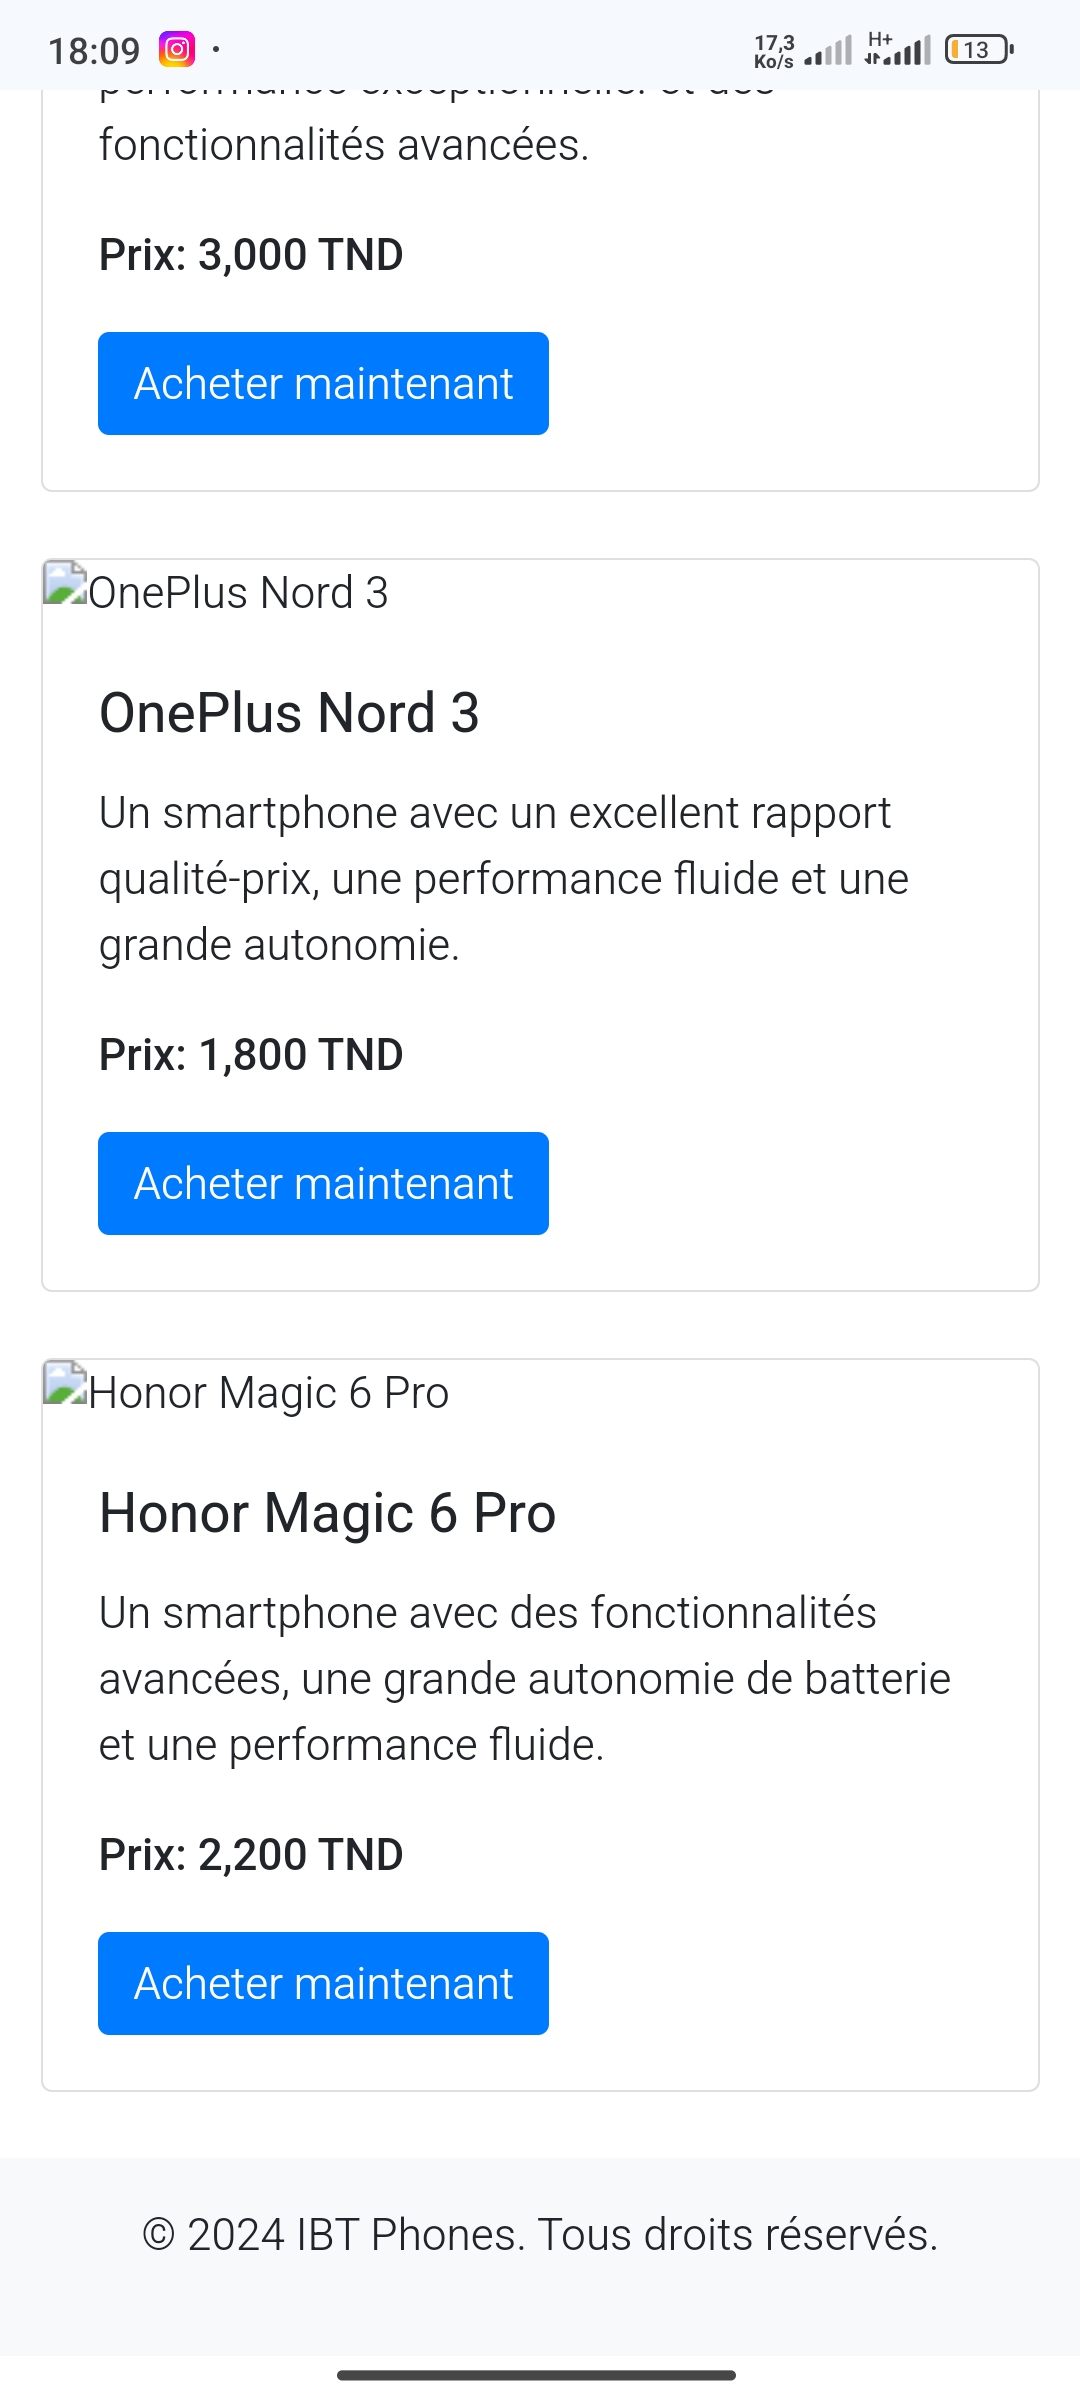 18:09
17,3
Ko/s
H+
13
fonctionnalités avancées.
Prix: 3,000 TND
Acheter maintenant
OnePlus Nord 3
OnePlus Nord 3
Un smartphone avec un excellent rapport
qualité-prix, une performance fluide et une
grande autonomie.
Prix: 1,800 TND
Acheter maintenant
Honor Magic 6 Pro
Honor Magic 6 Pro
Un smartphone avec des fonctionnalités
avancées, une grande autonomie de batterie
et une performance fluide.
Prix: 2,200 TND
Acheter maintenant
© 2024 IBT Phones. Tous droits réservés.